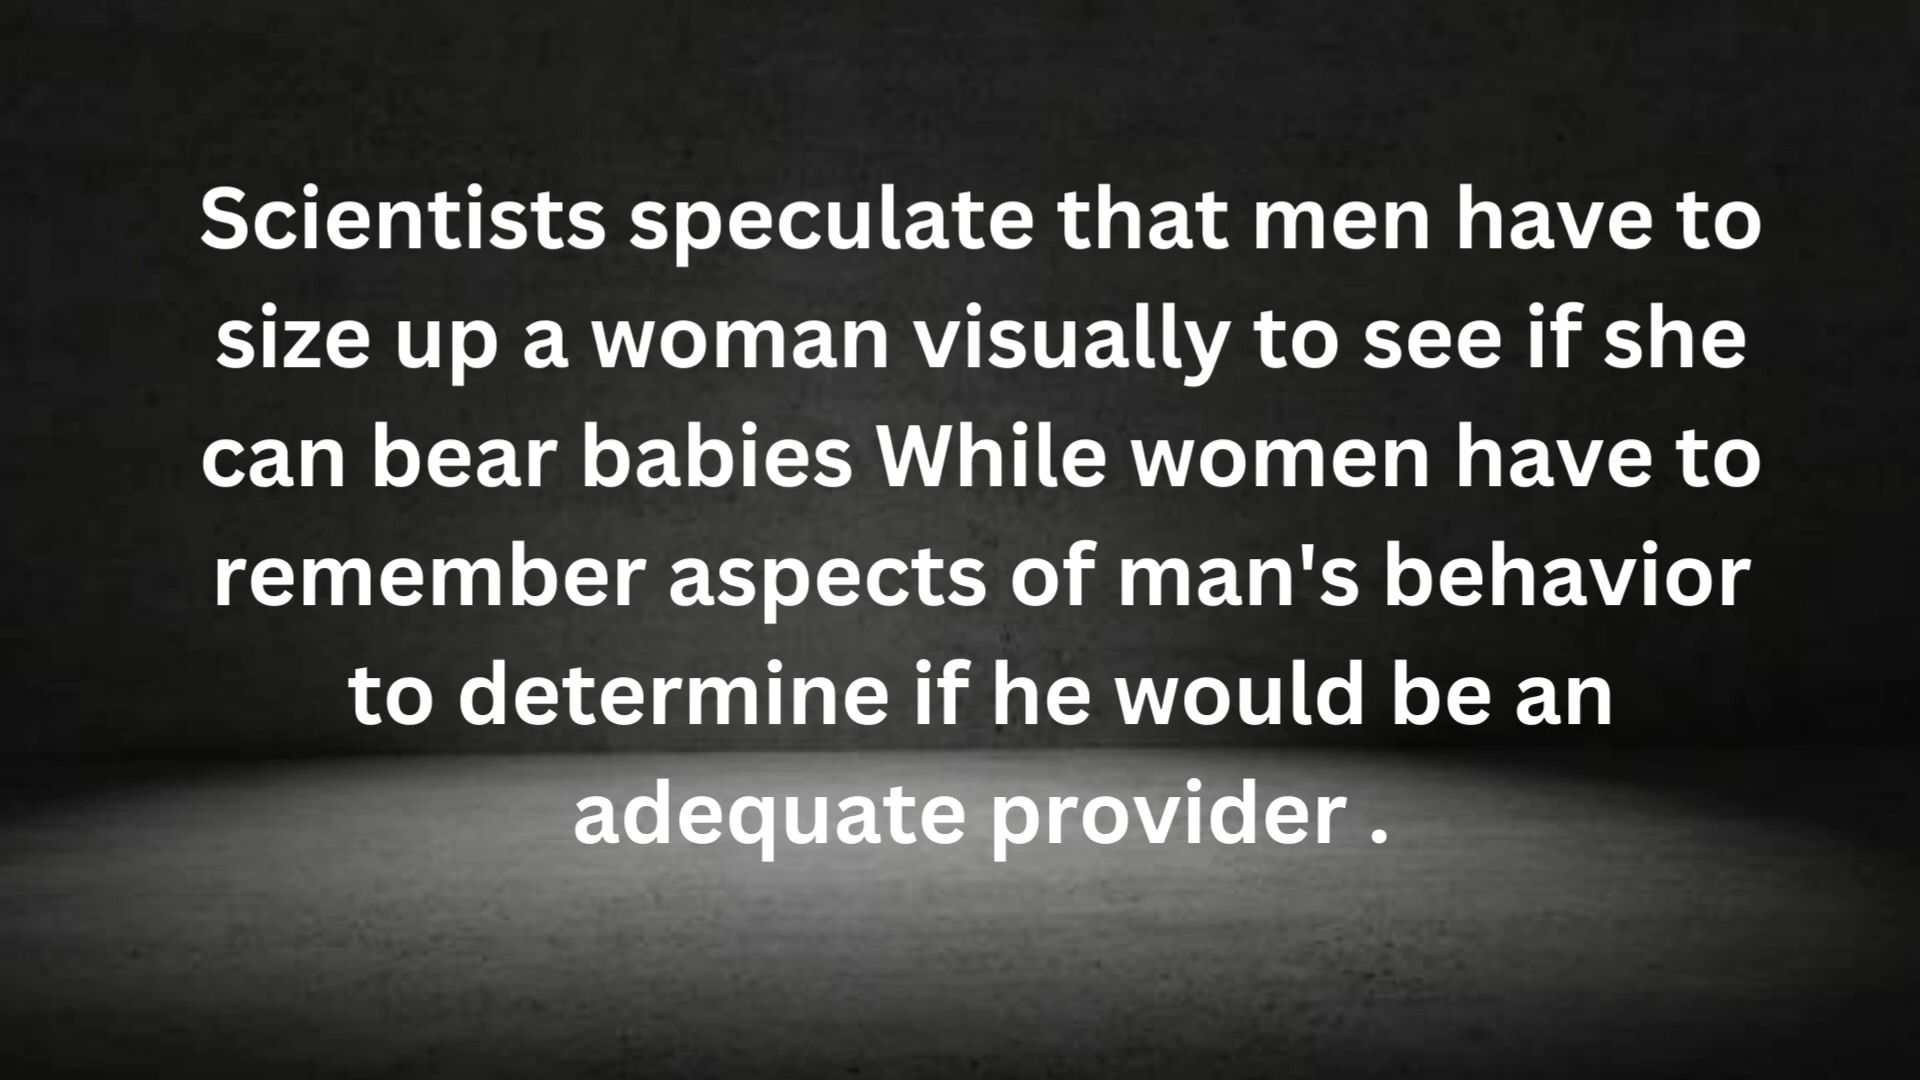 Scientists speculate that men have to
size up a woman visually to see if she
can bear babies While women have to
remember aspects of man's behavior
to determine if he would be an
adequate provider .